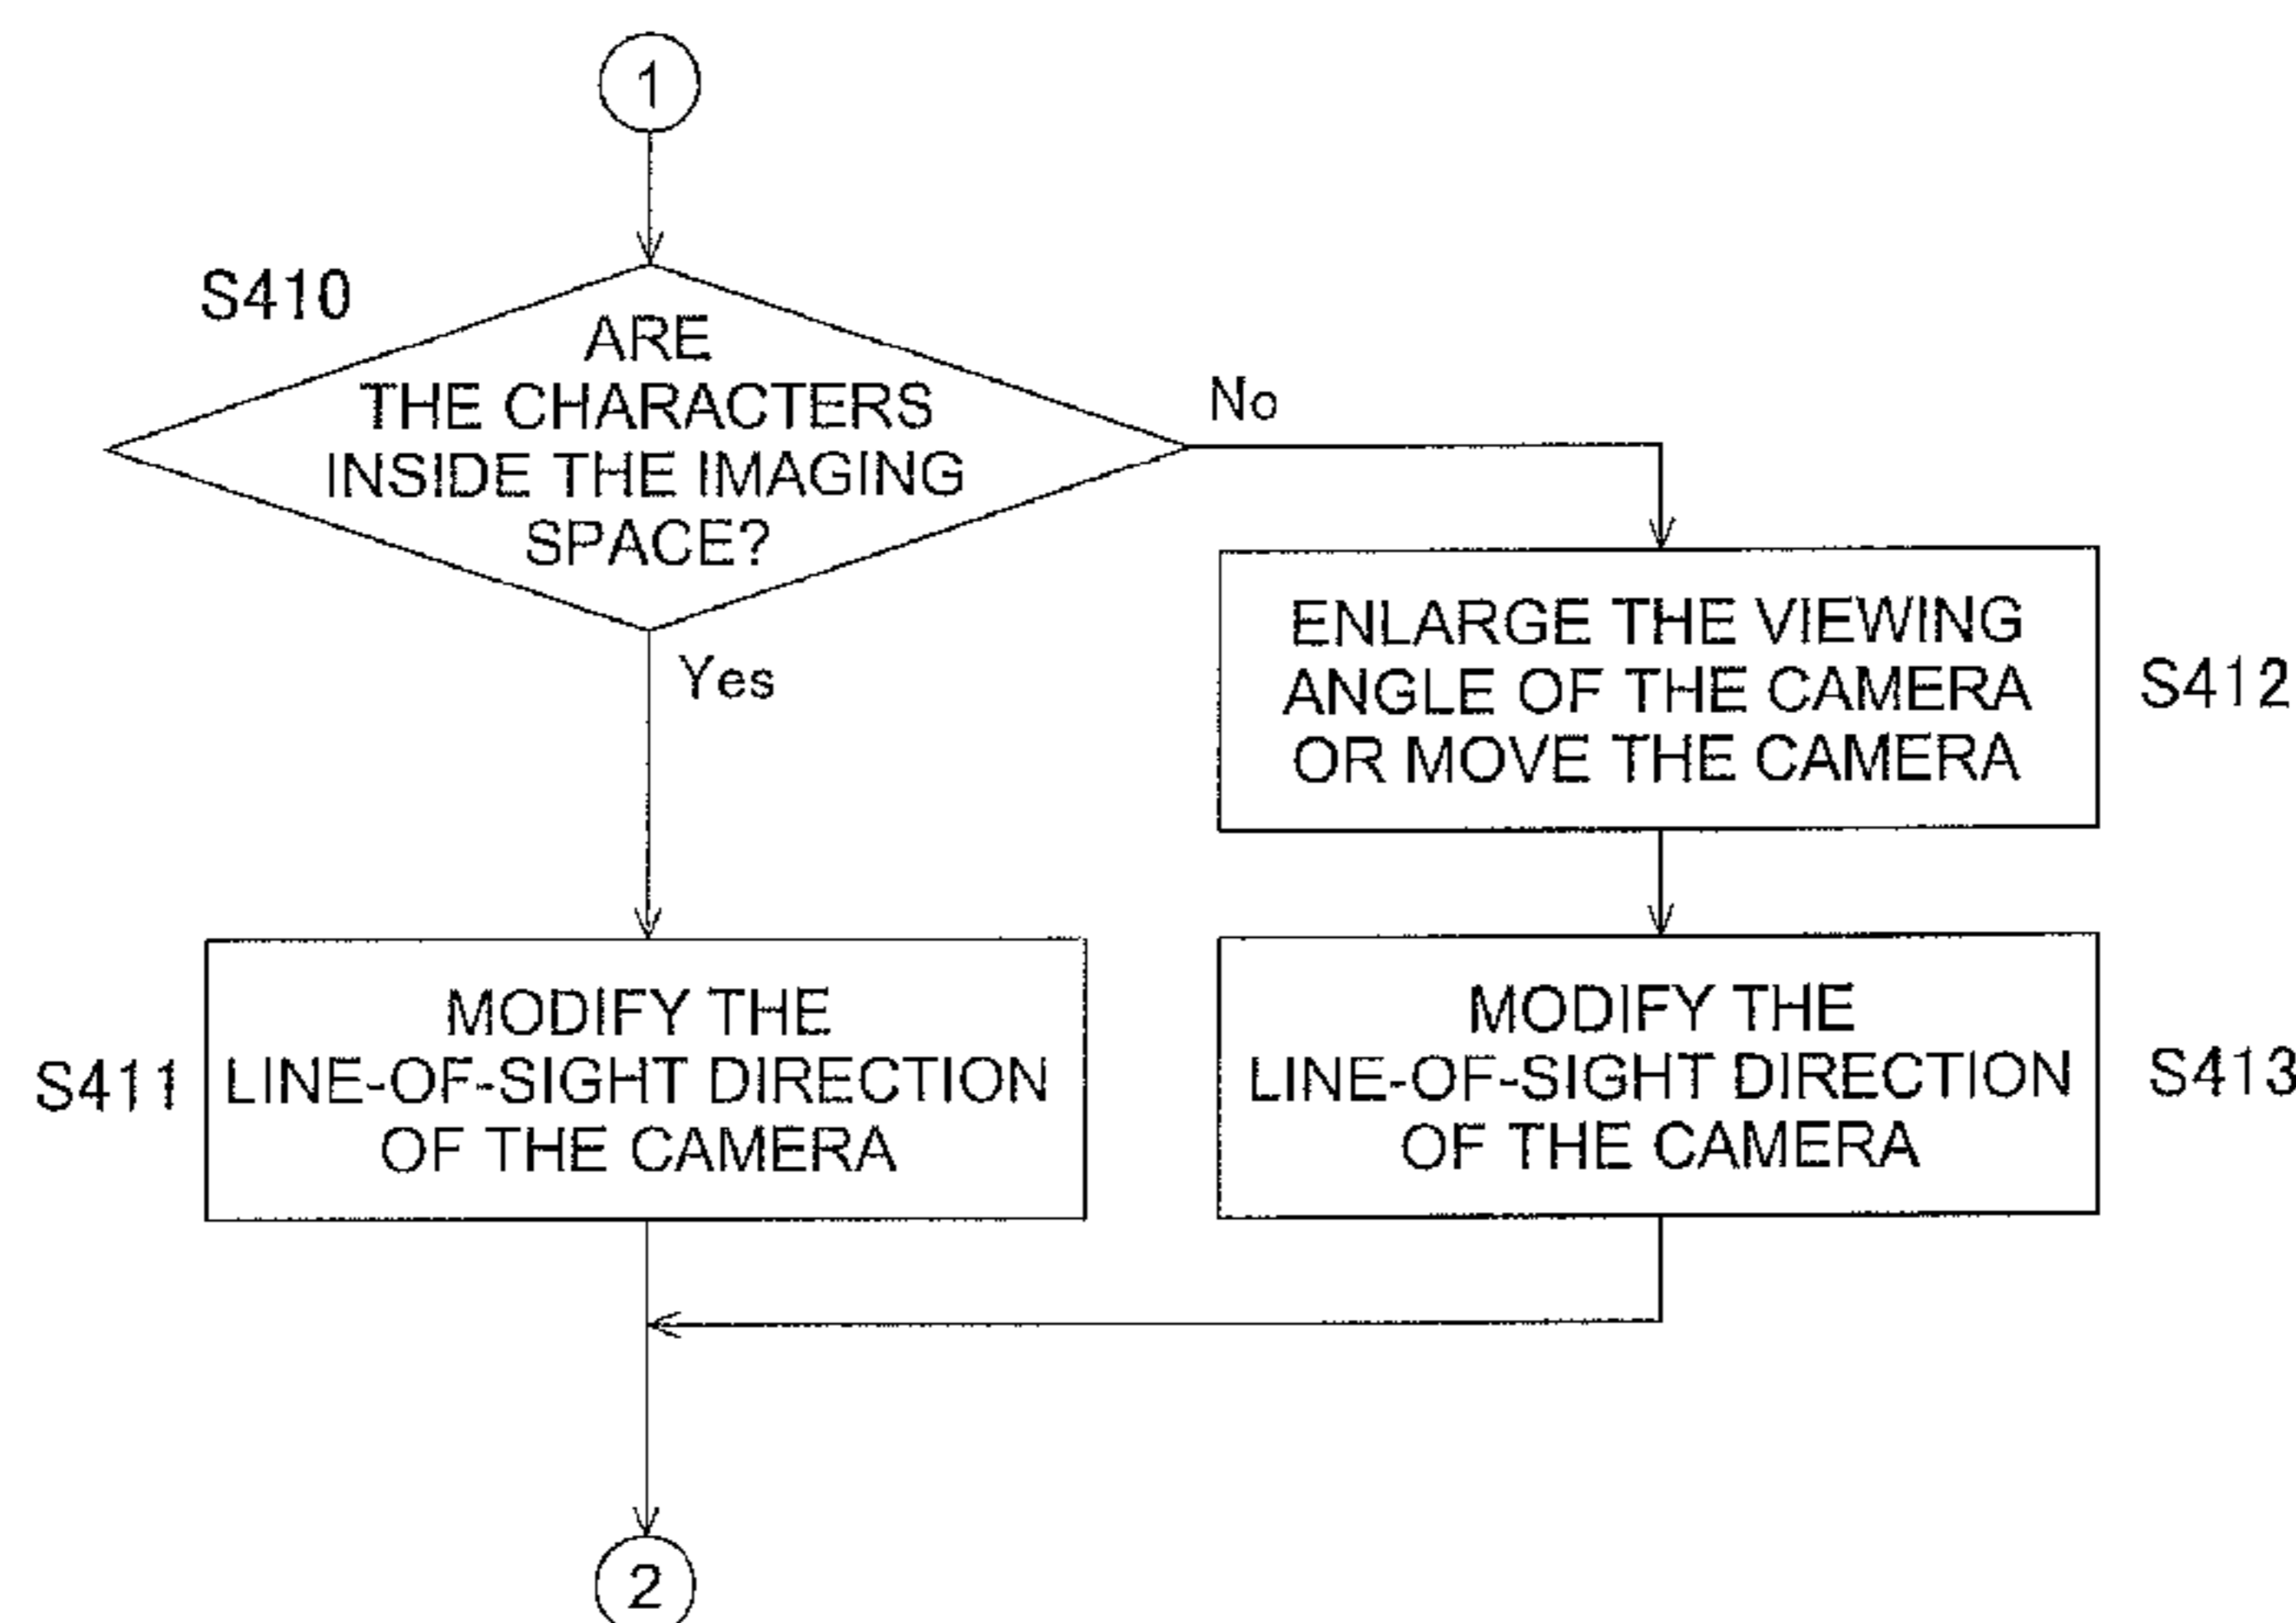 1
S410
ARE
THE CHARACTERS
INSIDE THE IMAGING
SPACE?
No
Yes
ENLARGE THE VIEWING
ANGLE OF THE CAMERA
OR MOVE THE CAMERA
S412
S411
MODIFY THE
LINE-OF-SIGHT DIRECTION
OF THE CAMERA
MODIFY THE
LINE-OF-SIGHT DIRECTION
OF THE CAMERA
S413
2